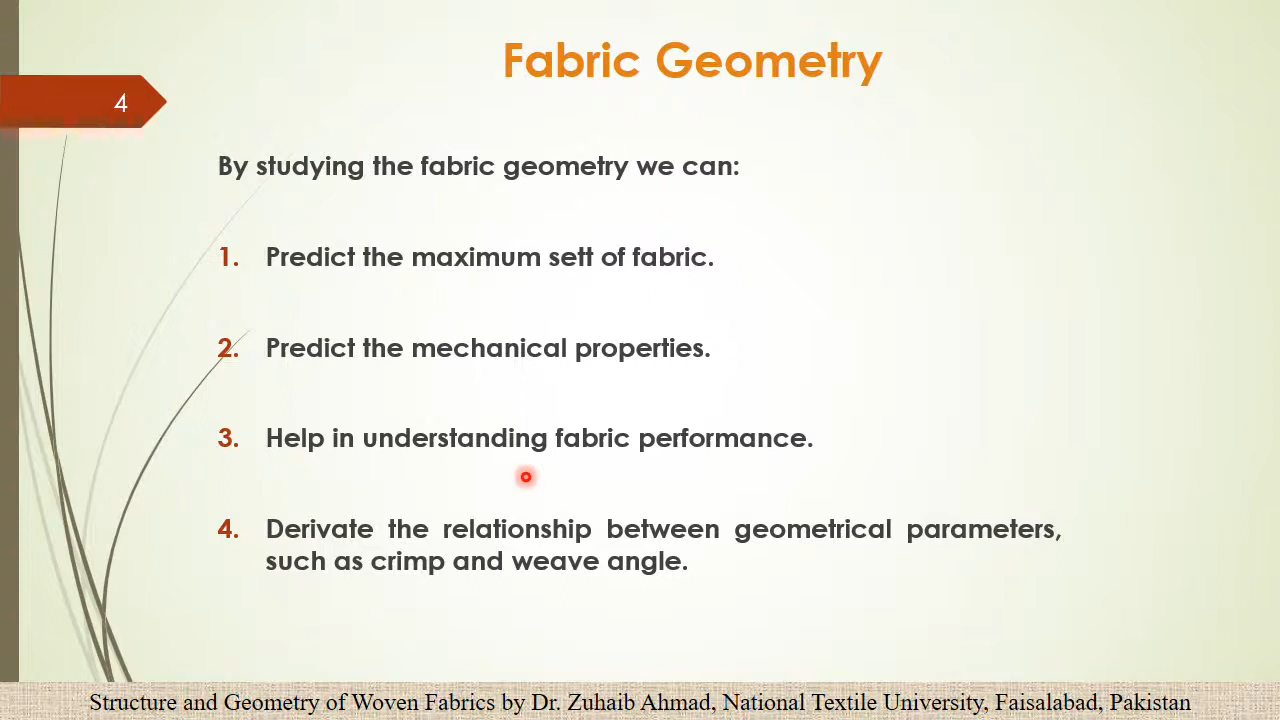 Fabric Geometry
4
By studying the fabric geometry we can:
1. Predict the maximum sett of fabric.
2. Predict the mechanical properties.
3. Help in understanding fabric performance.
4. Derivate the relationship between geometrical parameters,
such as crimp and weave angle.
Structure and Geometry of Woven Fabrics by Dr. Zuhaib Ahmad, National Textile University, Faisalabad, Pakistan